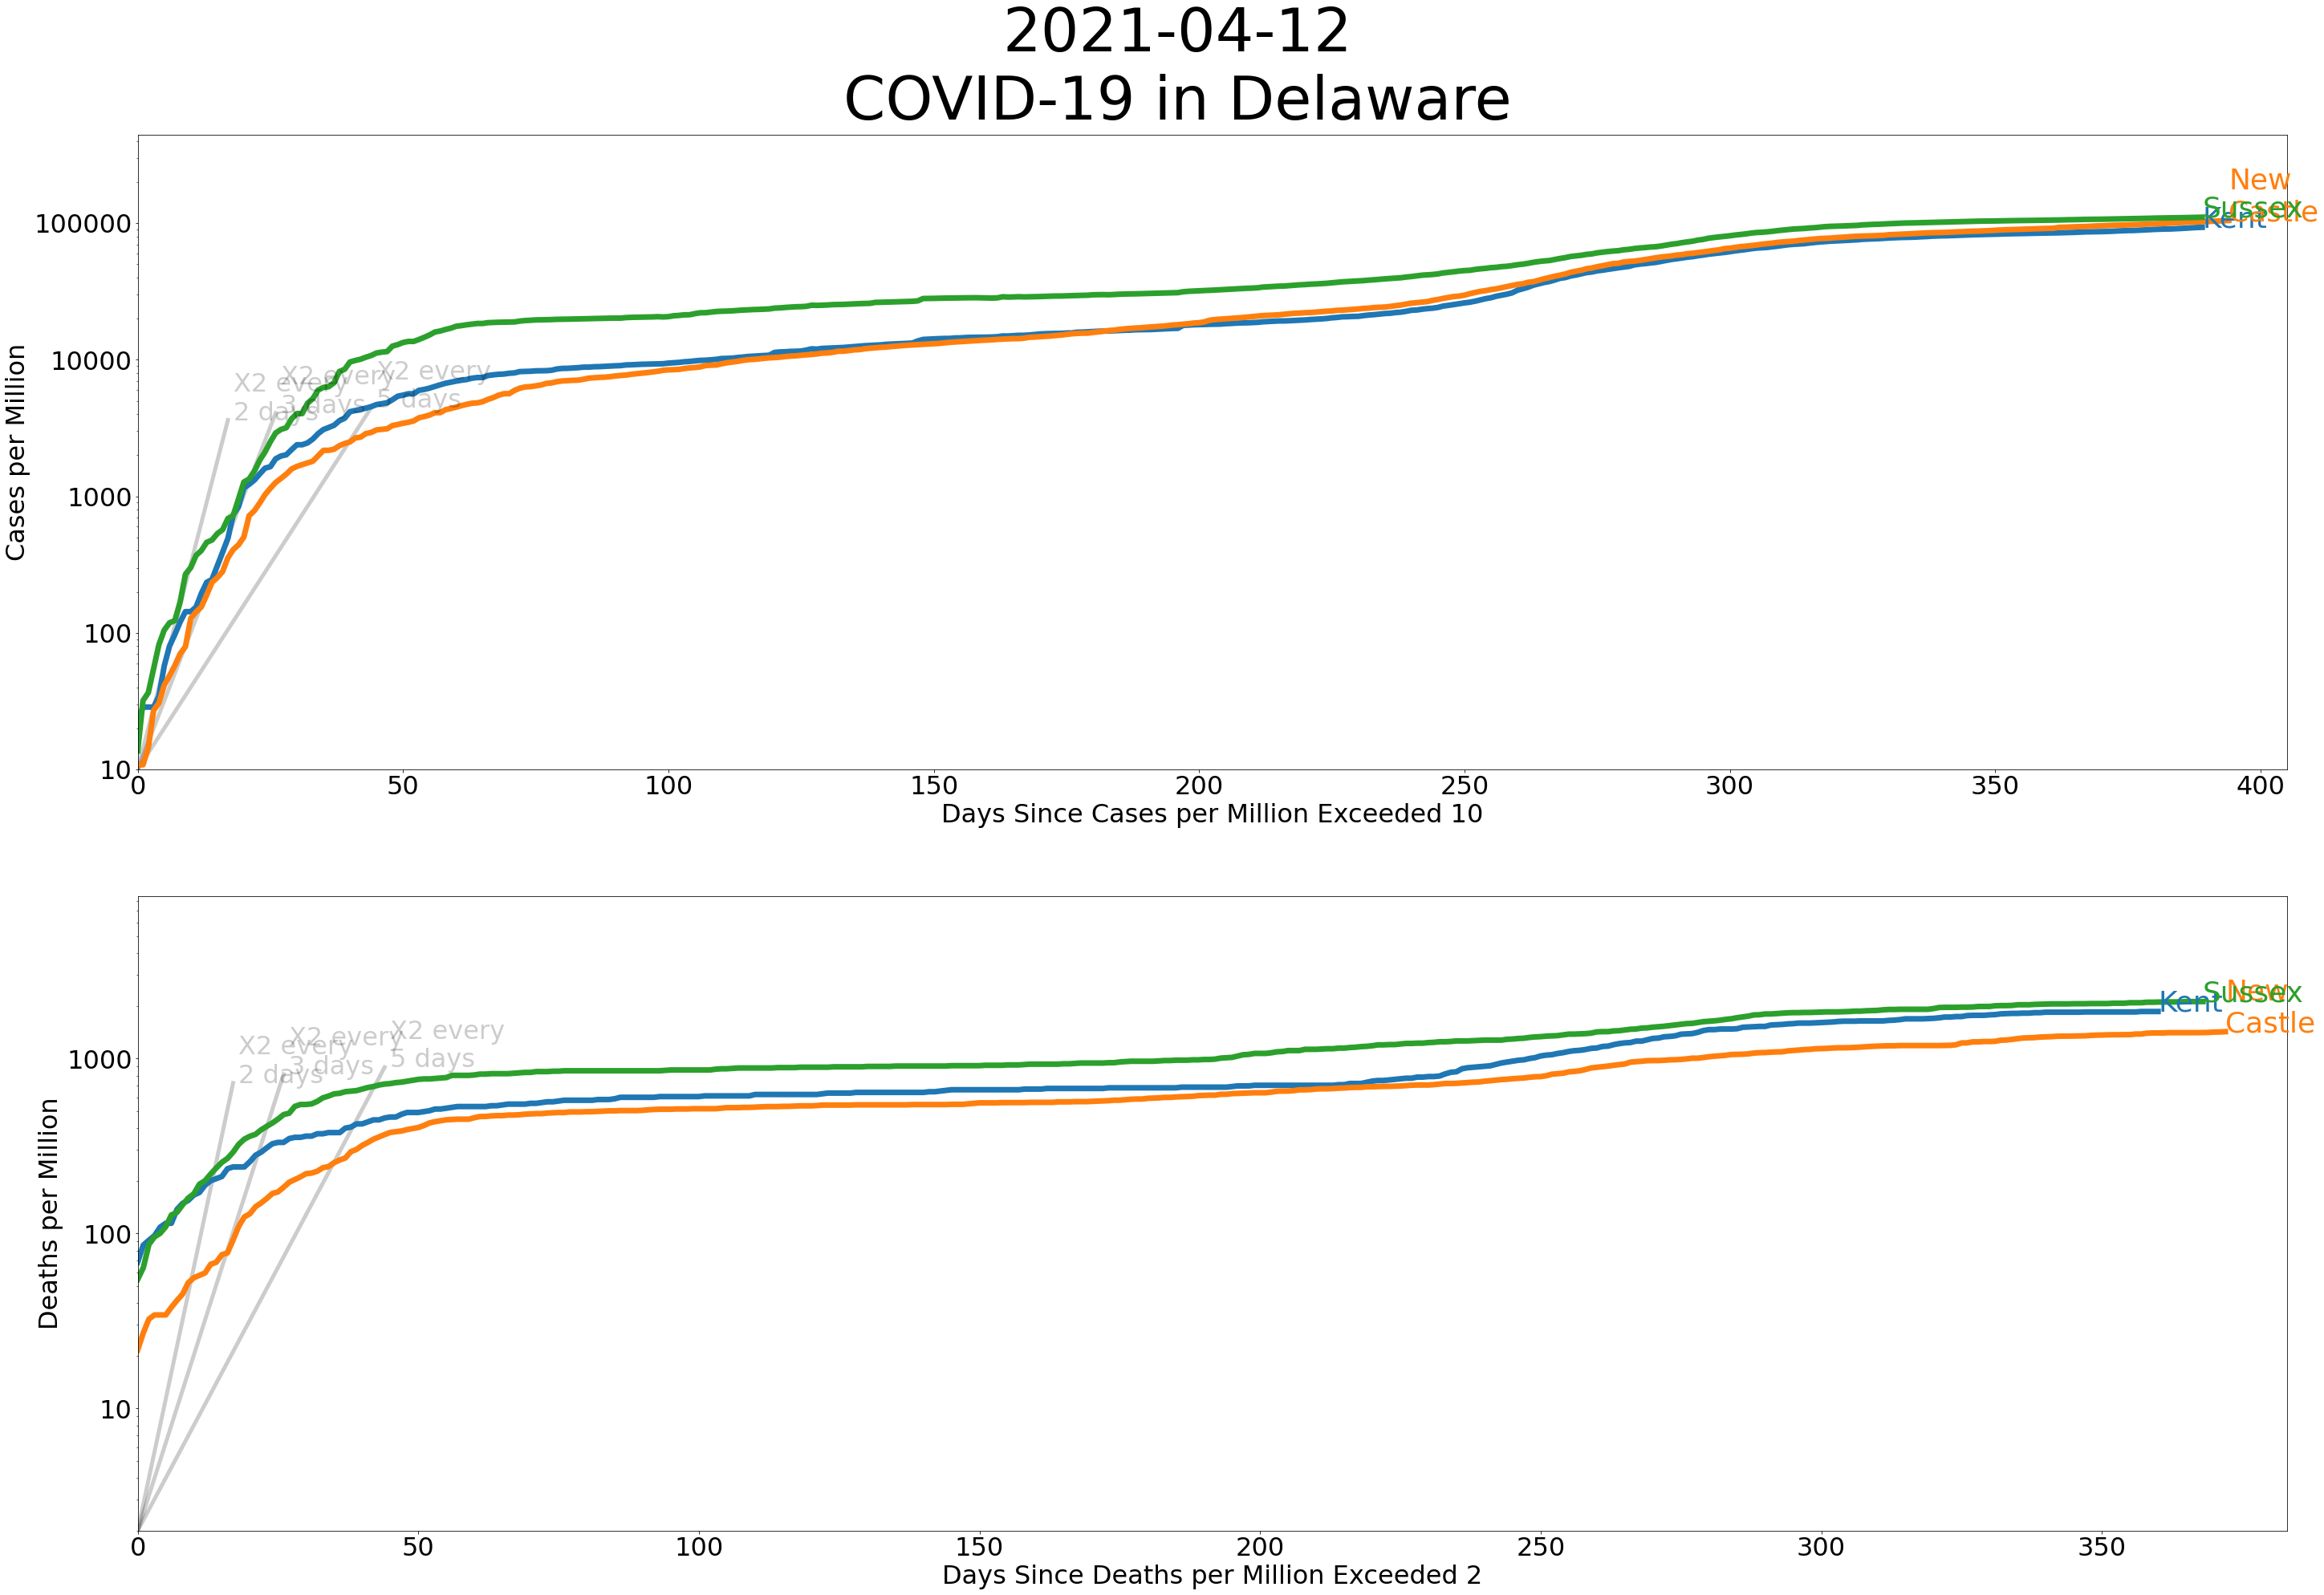 2021-04-12
COVID-19 in Delaware
Cases per Million
100000
10000
1000
100
10
X2 every
2 days
X2 every
3 days
X2 every
5 days
New
Castle
Sussex
Kent
0
50
100
150
200
250
300
350
400
Days Since Cases per Million Exceeded 10
Deaths per Million
1000
100
10
X2 every
2 days
X2 every
3 days
X2 every
5 days
Kent
Sussex
New
Castle
0
50
100
150
200
250
300
350
Days Since Deaths per Million Exceeded 2